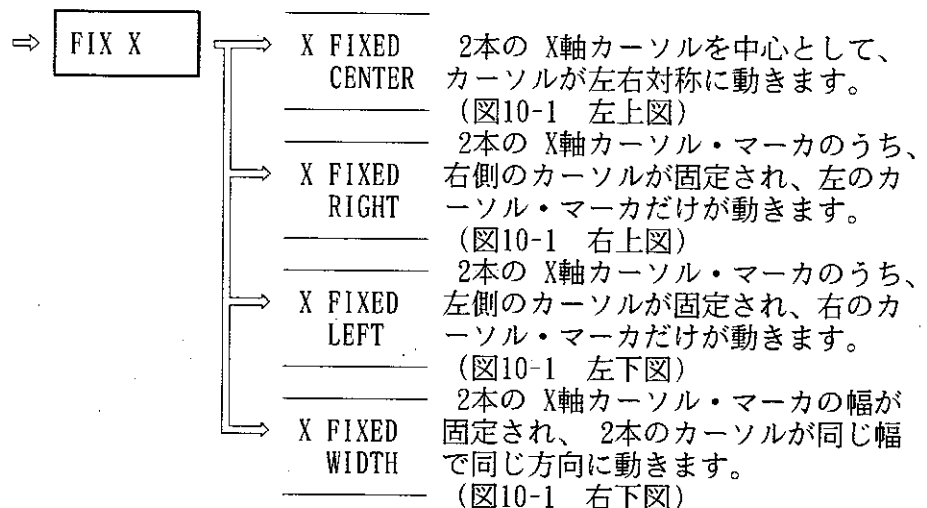 ⇒ FIX X
X FIXED
CENTER
2本の X軸カーソルを中心として、
カーソルが左右対称に動きます。
(図10-1 左上図)
X FIXED
RIGHT
2本の X軸カーソル・マーカのうち、
右側のカーソルが固定され、左のカ
ーソル・マーカだけが動きます。
(図10-1 右上図)
X FIXED
LEFT
2本の X軸カーソル・マーカのうち、
左側のカーソルが固定され、右のカ
ーソル・マーカだけが動きます。
(図10-1 左下図)
X FIXED
WIDTH
2本の X軸カーソル・マーカの幅が
固定され、 2本のカーソルが同じ幅
で同じ方向に動きます。
(図10-1 右下図)